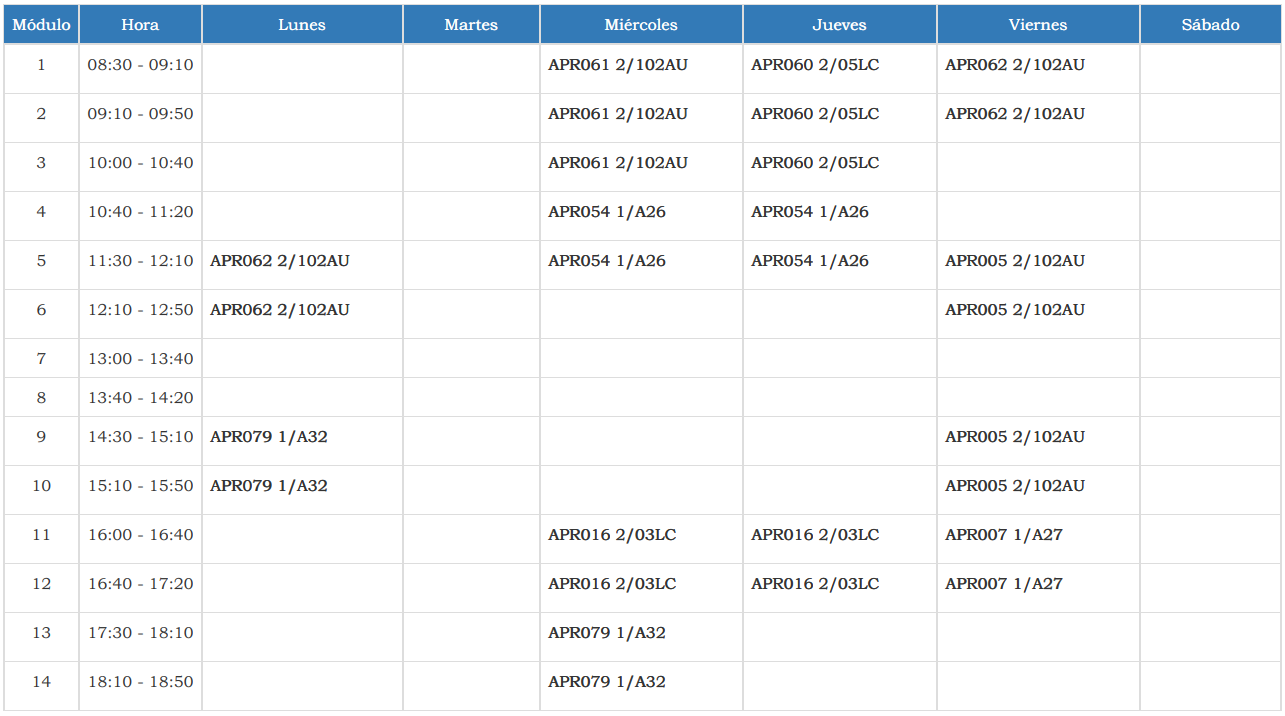 Módulo Hora Lunes Martes Miércoles Jueves Viernes Sábado
1 08:30 - 09:10 APR061 2/102AU APR060 2/05LC APR062 2/102AU
2 09:10 - 09:50 APR061 2/102AU APR060 2/05LC APR062 2/102AU
3 10:00 - 10:40 APR061 2/102AU APR060 2/05LC
4 10:40 - 11:20 APR054 1/A26 APR054 1/A26
5 11:30 - 12:10 APR062 2/102AU APR054 1/A26 APR054 1/A26 APR005 2/102AU
6 12:10 - 12:50 APR062 2/102AU APR005 2/102AU
7 13:00 - 13:40
8 13:40 - 14:20
9 14:30 - 15:10 APR079 1/A32 APR005 2/102AU
10 15:10 - 15:50 APR079 1/A32 APR005 2/102AU
11 16:00 - 16:40 APR016 2/03LC APR016 2/03LC APR007 1/A27
12 16:40 - 17:20 APR016 2/03LC APR016 2/03LC APR007 1/A27
13 17:30 - 18:10 APR079 1/A32
14 18:10 - 18:50 APR079 1/A32